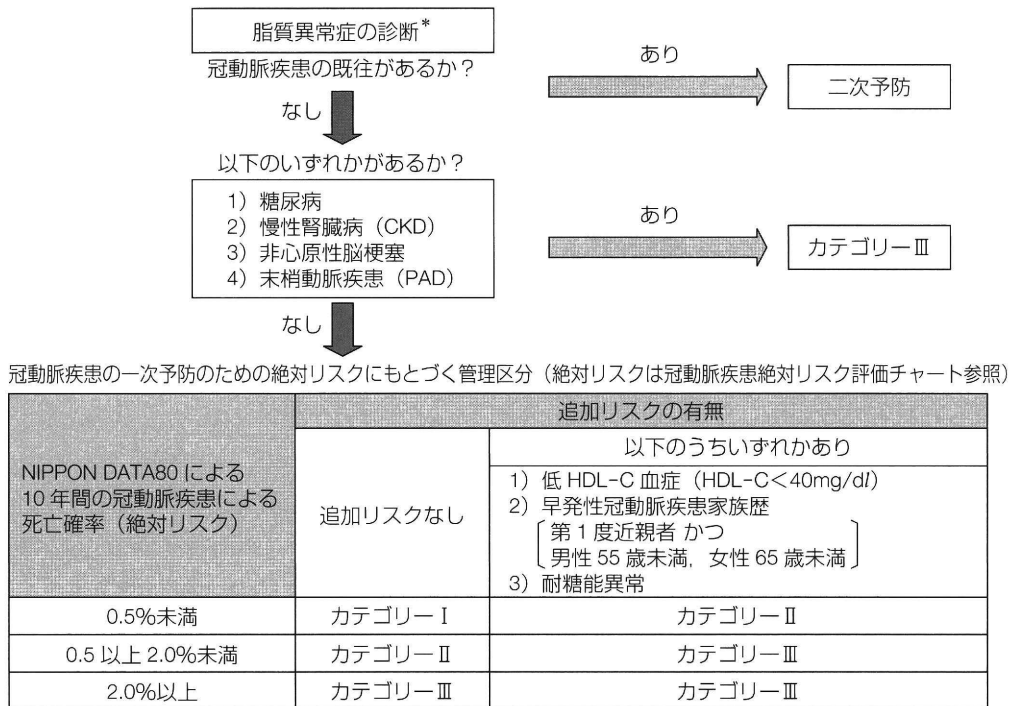 脂質異常症の診断*
冠動脈疾患の既往があるか？
あり
二次予防
なし
以下のいずれかがあるか？
1）糖尿病
2）慢性腎臓病（CKD）
3）非心原性脳梗塞
4）末梢動脈疾患（PAD）
あり
カテゴリーⅢ
なし
冠動脈疾患の一次予防のための絶対リスクにもとづく管理区分（絶対リスクは冠動脈疾患絶対リスク評価チャート参照）
NIPPON DATA80による
10年間の冠動脈疾患による
死亡確率（絶対リスク）
追加リスクの有無
追加リスクなし
以下のうちいずれかあり
1）低HDL-C血症（HDL-C<40mg/dl）
2）早発性冠動脈疾患家族歴
第1度近親者 かつ
男性55歳未満，女性65歳未満
3）耐糖能異常
0.5%未満 カテゴリーⅠ カテゴリーⅡ
0.5以上2.0%未満 カテゴリーⅡ カテゴリーⅢ
2.0%以上 カテゴリーⅢ カテゴリーⅢ